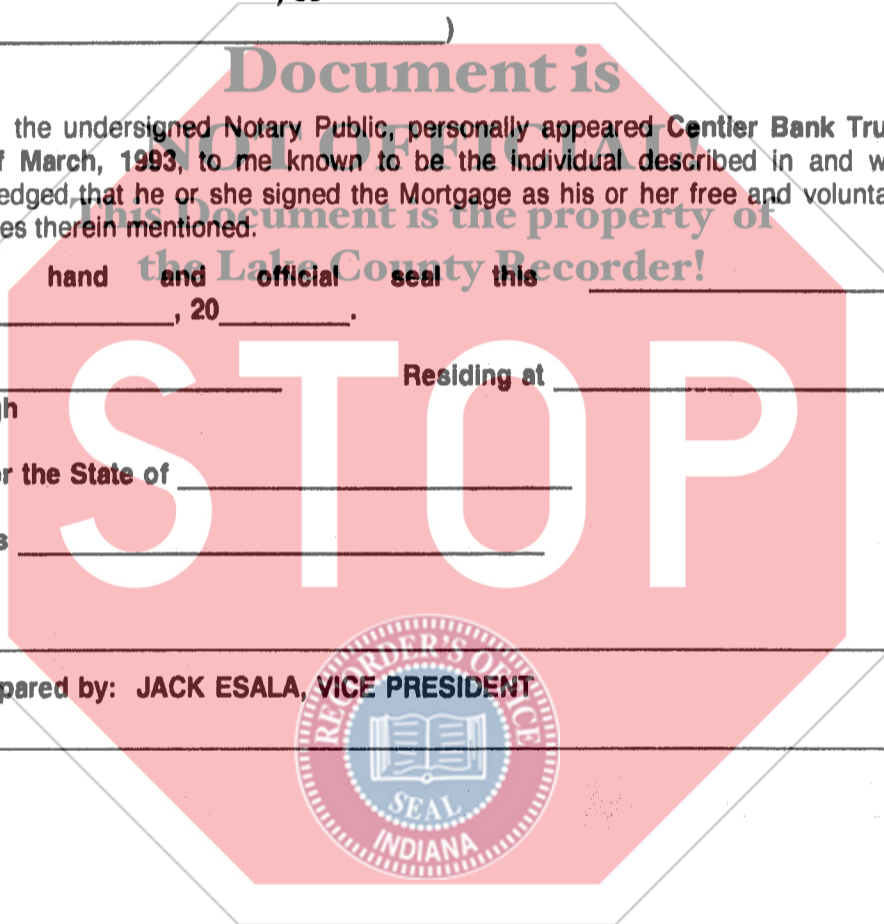 )
Document is
the undersigned Notary Public, personally appeared Centier Bank Tru
NOT OFFICIAL!
f March, 1993, to me known to be the individual described in and w
edged that he or she signed the Mortgage as his or her free and volunta
This Document is the property of
es therein mentioned.
the Lake County Recorder!
hand and official seal this
, 20 .
STOP
Residing at
gh
or the State of
s
RECORDER'S OFFICE
pared by: JACK ESALA, VICE PRESIDENT
SEAL
INDIANA